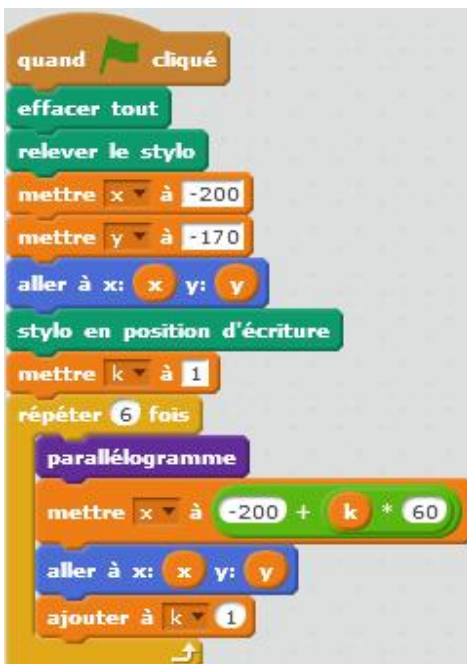 quand cliqué
effacer tout
relever le stylo
mettre x à -200
mettre y à -170
aller à x: x y: y
stylo en position d'écriture
mettre k à 1
répéter 6 fois
parallélogramme
mettre x à -200 + k * 60
aller à x: x y: y
ajouter à k 1